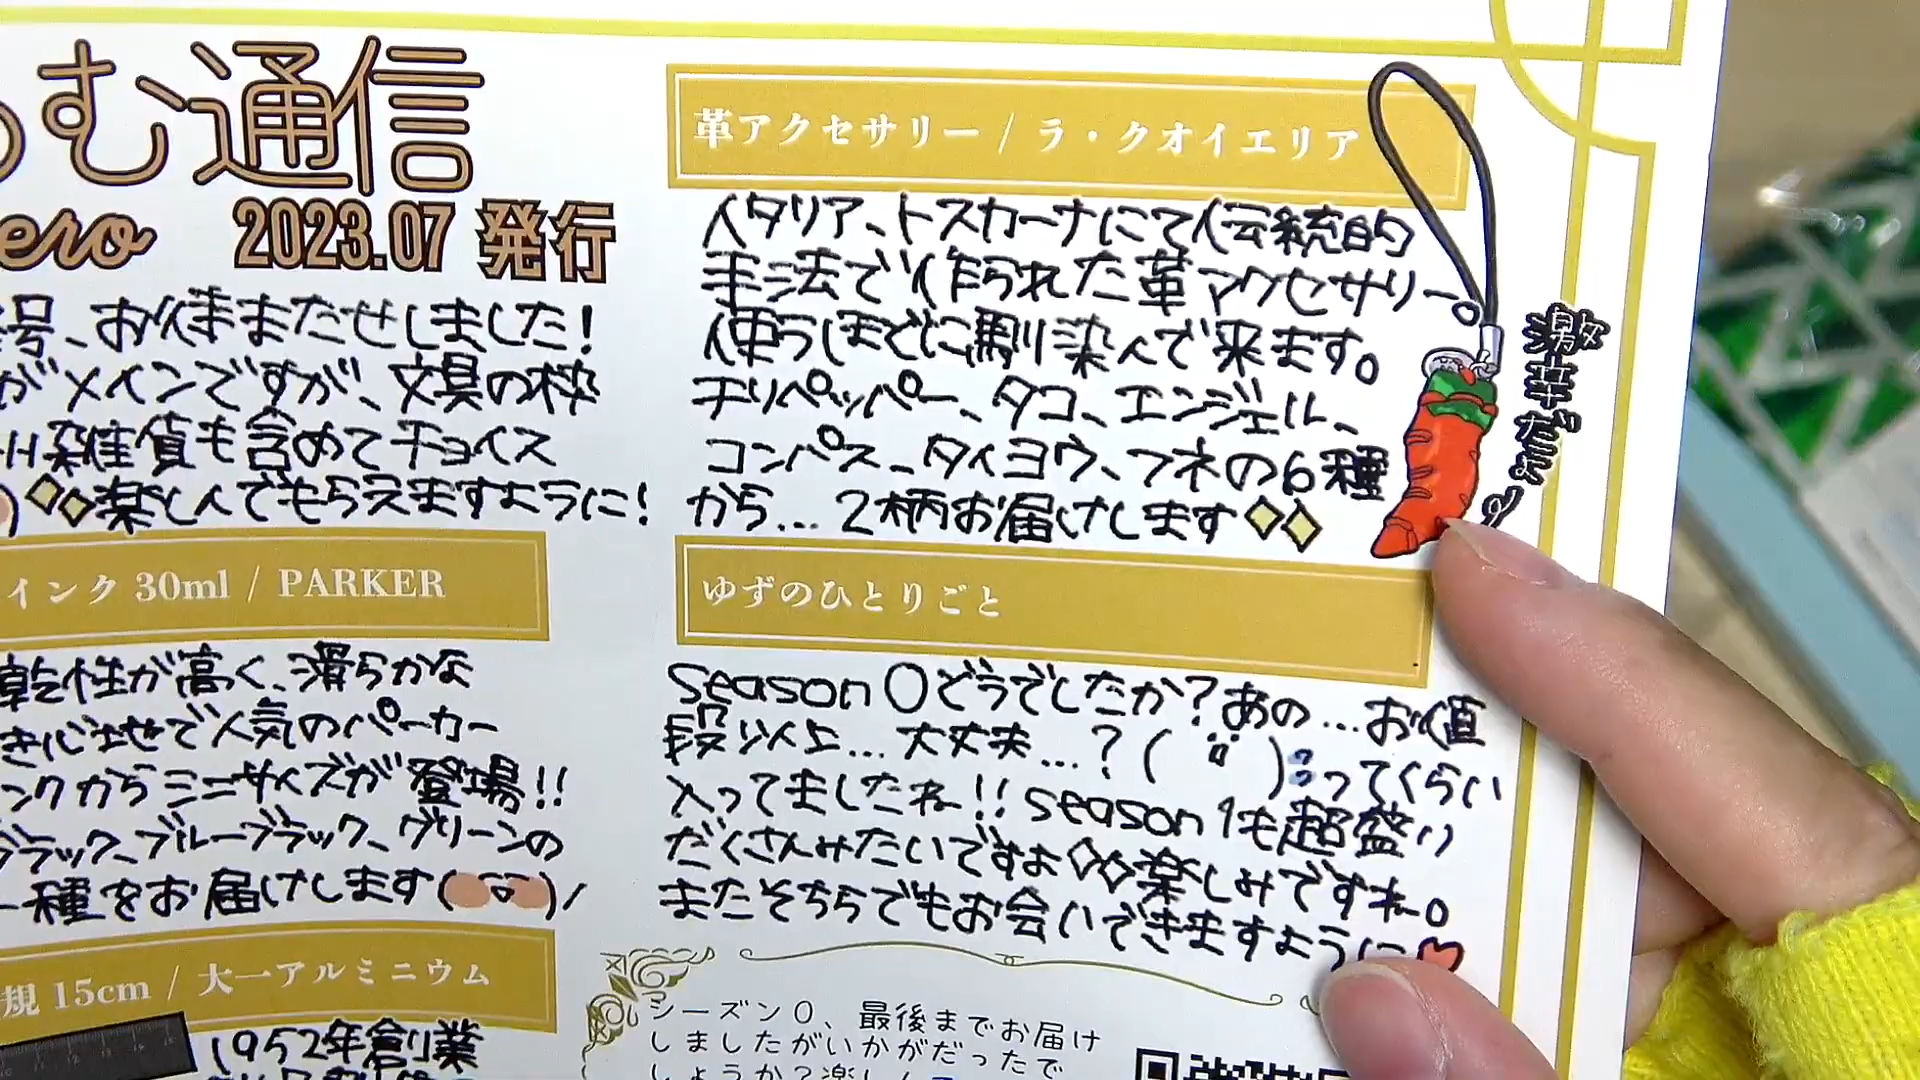 む通信
ero 2023.07 発行
号、お待たせしました！
がメインですが、文具の枠
雑貨も含めてチョイス
楽しんでもらえますように！
インク 30ml / PARKER
乾性が高く、滑らかな
き心地で人気のパーカー
ンクからミニサイズが登場！！
ブラック、ブルーブラック、グリーンの
一種をお届けします
規 15cm / 大一アルミニウム
1952年創業
革アクセサリー / ラ・クオイエリア
イタリア、トスカーナにて伝統的
手法で作られた革アクセサリー。
使うほどに馴染んで来ます。
チリペッパー、タコ、エンジェル、
コンパス、タイヨウ、フネの6種
から…2柄お届けします
激辛だぞ
ゆずのひとりごと
season 0どうでしたか？あの…お値
段以上…大丈夫…？ってくらい
入ってましたね！！season 1も超盛り
だくさんみたいですよ楽しみですね。
またそちらでもお会いできますように
シーズン0、最後までお届け
しましたがいかがだったで
しょうか？楽し